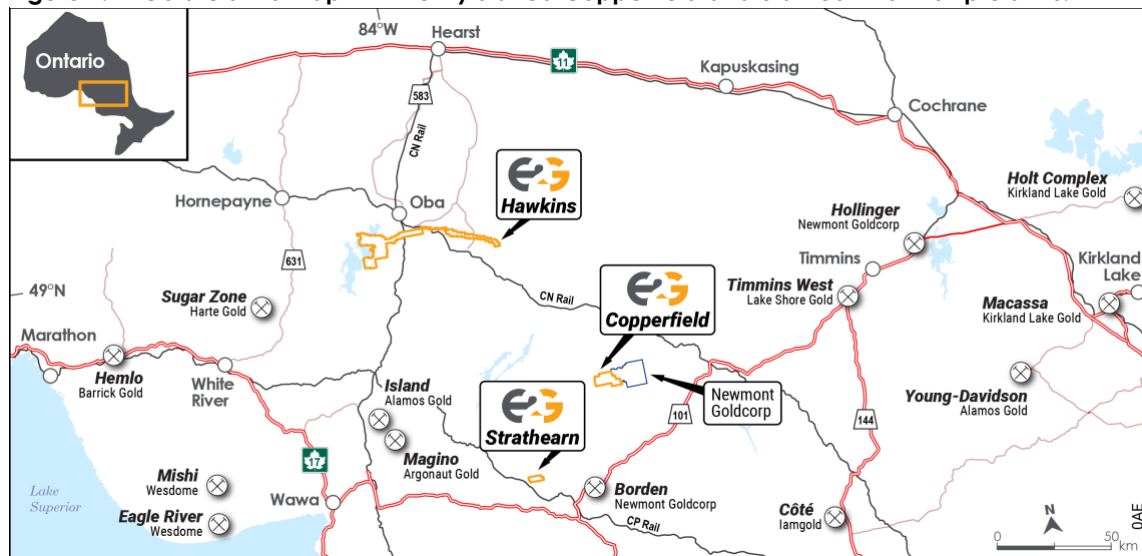 84°W
Hearst
11
Ontario
Kapuskasing
583
Cochrane
CN Rail
Holt Complex
Kirkland Lake Gold
E2G
Hawkins
Hornepayne
Oba
Hollinger
Newmont Goldcorp
631
Timmins
Kirkland
Lake
E2G
Copperfield
49°N
CN Rail
Sugar Zone
Harte Gold
Timmins West
Lake Shore Gold
Macassa
Kirkland Lake Gold
Marathon
Hemlo
Barrick Gold
White
River
Island
Alamos Gold
E2G
Strathearn
Newmont
Goldcorp
Young-Davidson
Alamos Gold
101
144
17
Magino
Argonaut Gold
Mishi
Wesdome
Lake
Superior
Wawa
Borden
Newmont Goldcorp
Eagle River
Wesdome
CP Rail
Côté
Iamgold
N
0AE
0
50
km